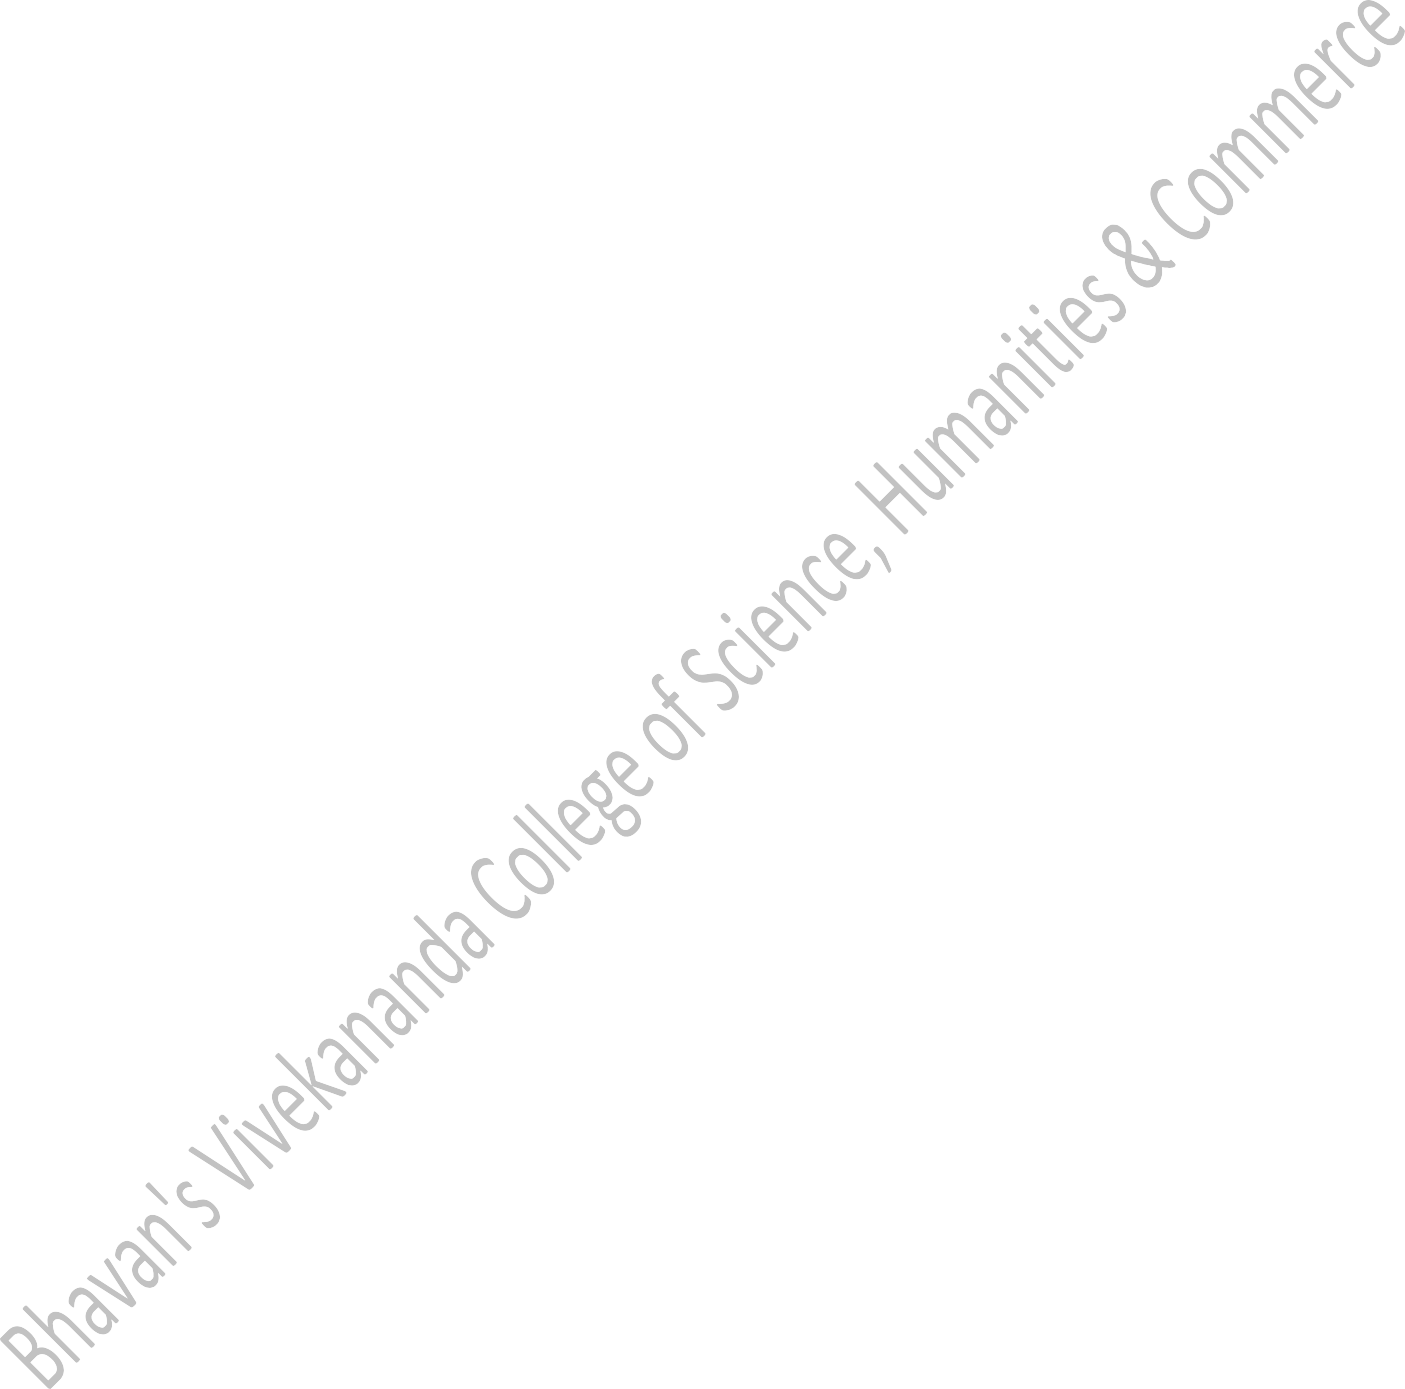 Bhavan's Vivekananda College of Science, Humanities & Commerce